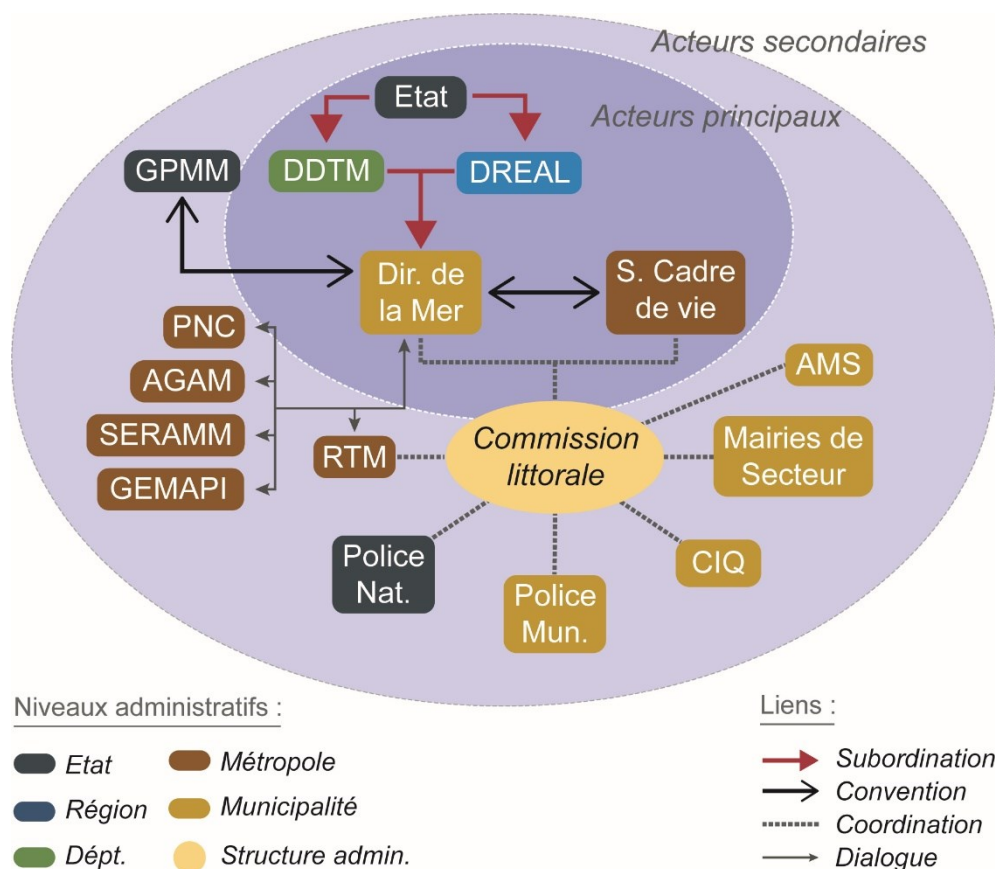 Acteurs secondaires
Acteurs principaux
Etat
GPMM
DDTM
DREAL
Dir. de
la Mer
S. Cadre
de vie
PNC
AGAM
SERAMM
GEMAPI
RTM
Commission
littorale
AMS
Mairies de
Secteur
CIQ
Police
Mun.
Police
Nat.
Niveaux administratifs :
Etat
Région
Dépt.
Métropole
Municipalité
Structure admin.
Liens :
Subordination
Convention
Coordination
Dialogue